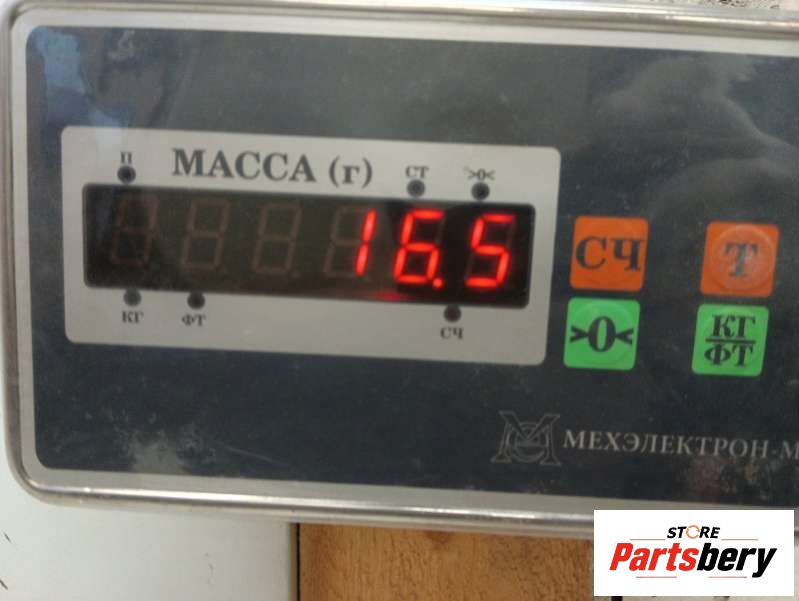 П
МАССА (г)
СТ
>0<
16.5
КГ
ФТ
СЧ
СЧ
Т
>0<
КГ
ФТ
МЕХЭЛЕКТРОН-М
STORE
Partsbery